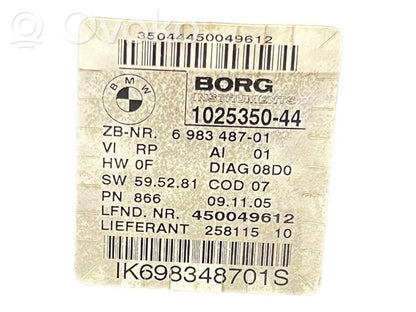 35044450049612
BMW
BORG
INSTRUMENTS
1025350-44
ZB-NR. 6 983 487-01
VI RP AI 01
HW 0F DIAG 08D0
SW 59.52.81 COD 07
PN 866 09.11.05
LFND. NR. 450049612
LIEFERANT 258115 10
IK698348701S
Ovoko